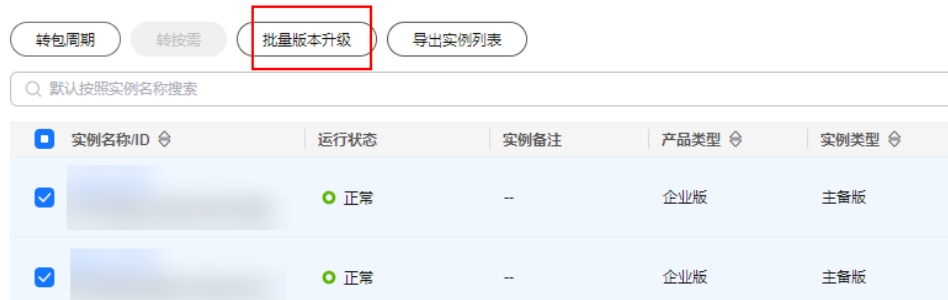 转包周期 转按需 批量版本升级 导出实例列表
默认按照实例名称搜索
实例名称/ID 运行状态 实例备注 产品类型 实例类型
正常 -- 企业版 主备版
正常 -- 企业版 主备版